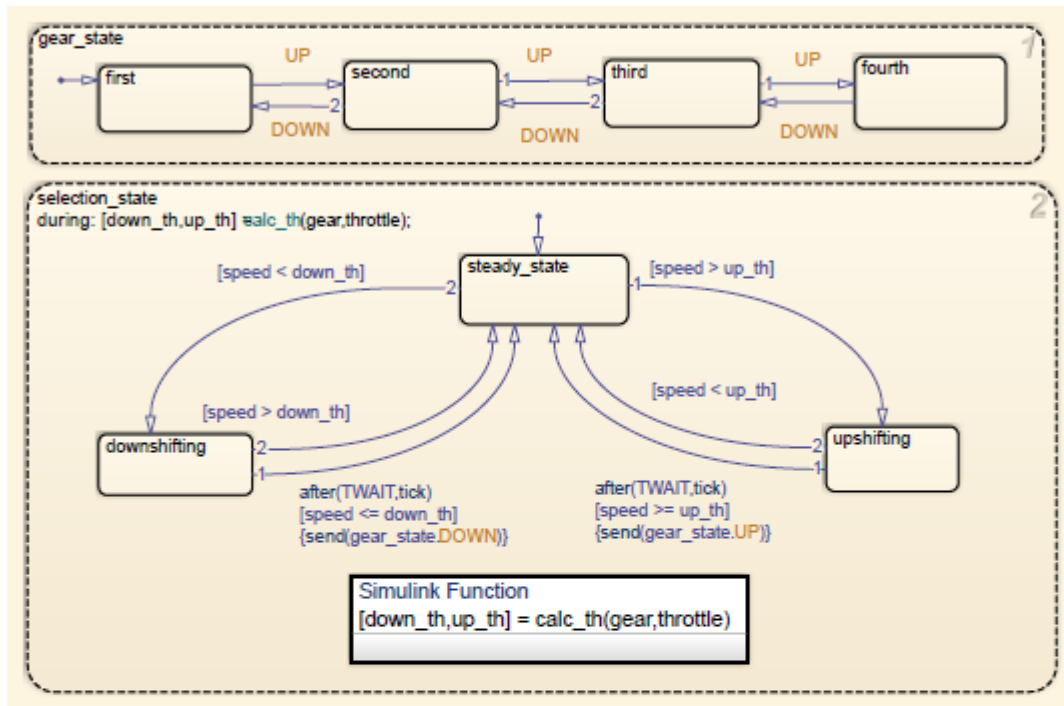 gear_state
1
UP
UP
UP
first
second
third
fourth
1
1
2
2
DOWN
DOWN
DOWN
selection_state
2
during: [down_th,up_th] = calc_th(gear,throttle);
[speed < down_th]
steady_state
[speed > up_th]
2
1
[speed > down_th]
[speed < up_th]
downshifting
upshifting
2
2
1
1
after(TWAIT,tick)
[speed <= down_th]
{send(gear_state.DOWN)}
after(TWAIT,tick)
[speed >= up_th]
{send(gear_state.UP)}
Simulink Function
[down_th,up_th] = calc_th(gear,throttle)